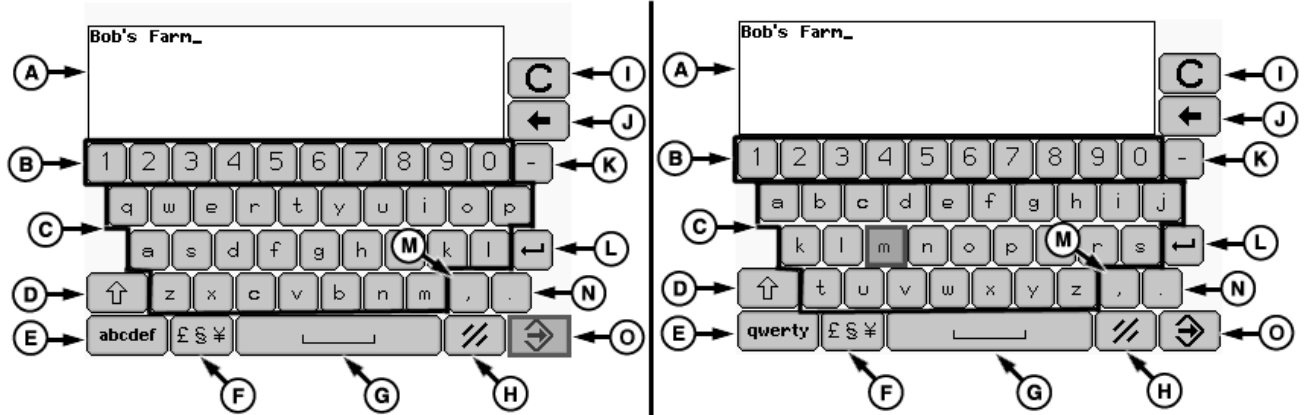 Bob's Farm_
A C I
J
B 1 2 3 4 5 6 7 8 9 0 - K
q w e r t y u i o p
C a s d f g h M k l L
D z x c v b n m , . N
E abcdef £§¥ O
F G H
Bob's Farm_
A C I
J
B 1 2 3 4 5 6 7 8 9 0 - K
a b c d e f g h i j
C k l m n o p M r s L
D t u v w x y z , . N
E qwerty £§¥ O
F G H